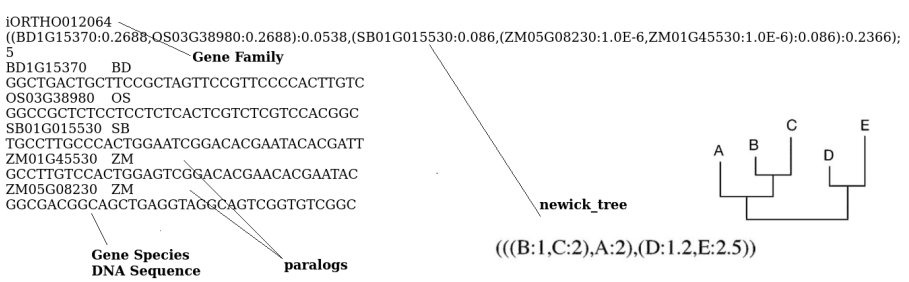 iORTHO012064
((BD1G15370:0.2688,OS03G38980:0.2688):0.0538,(SB01G015530:0.086,(ZM05G08230:1.0E-6,ZM01G45530:1.0E-6):0.086):0.2366);
5
Gene Family
BD1G15370 BD
GGCTGACTGCTTCCGCTAGTTCCGTTCCCCACTTGTC
OS03G38980 OS
GGCCGCTCTCCTCCTCTCACTCGTCTCGTCCACGGC
SB01G015530 SB
TGCCTTGCCCACTGGAATCGGACACGAATACACGATT
ZM01G45530 ZM
GCCTTGTCCACTGGAGTCGGACACGAACACGAATAC
ZM05G08230 ZM
GGCGACGGCAGCTGAGGTAGGCAGTCGGTGTCGGC
A B C D E
newick_tree
(((B:1,C:2),A:2),(D:1.2,E:2.5))
Gene Species
DNA Sequence
paralogs